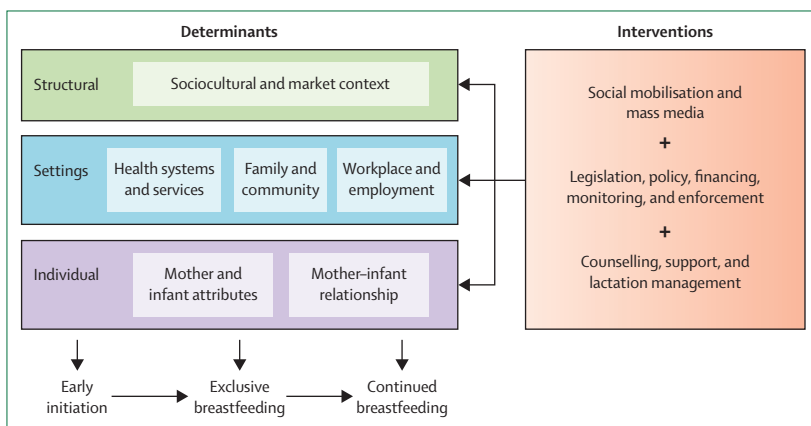 Determinants
Interventions
Structural
Sociocultural and market context
Settings
Health systems
and services
Family and
community
Workplace and
employment
Individual
Mother and
infant attributes
Mother–infant
relationship
Social mobilisation and
mass media
+
Legislation, policy, financing,
monitoring, and enforcement
+
Counselling, support, and
lactation management
Early
initiation
Exclusive
breastfeeding
Continued
breastfeeding